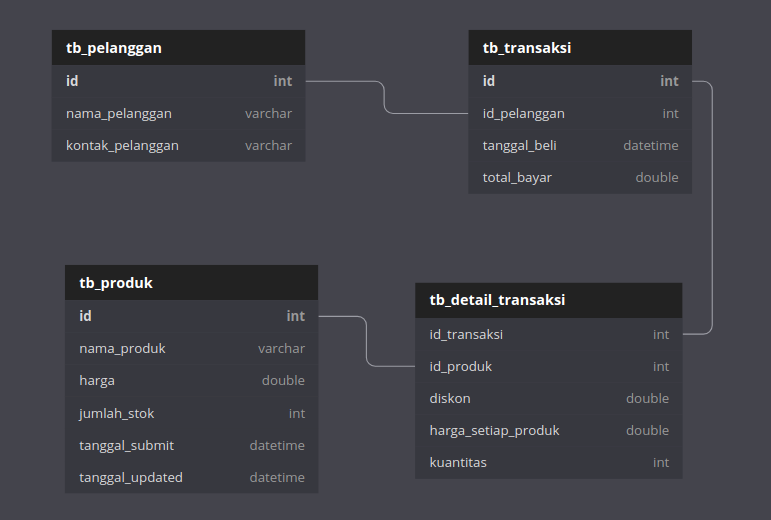 tb_pelanggan
id int
nama_pelanggan varchar
kontak_pelanggan varchar
tb_transaksi
id int
id_pelanggan int
tanggal_beli datetime
total_bayar double
tb_produk
id int
nama_produk varchar
harga double
jumlah_stok int
tanggal_submit datetime
tanggal_updated datetime
tb_detail_transaksi
id_transaksi int
id_produk int
diskon double
harga_setiap_produk double
kuantitas int